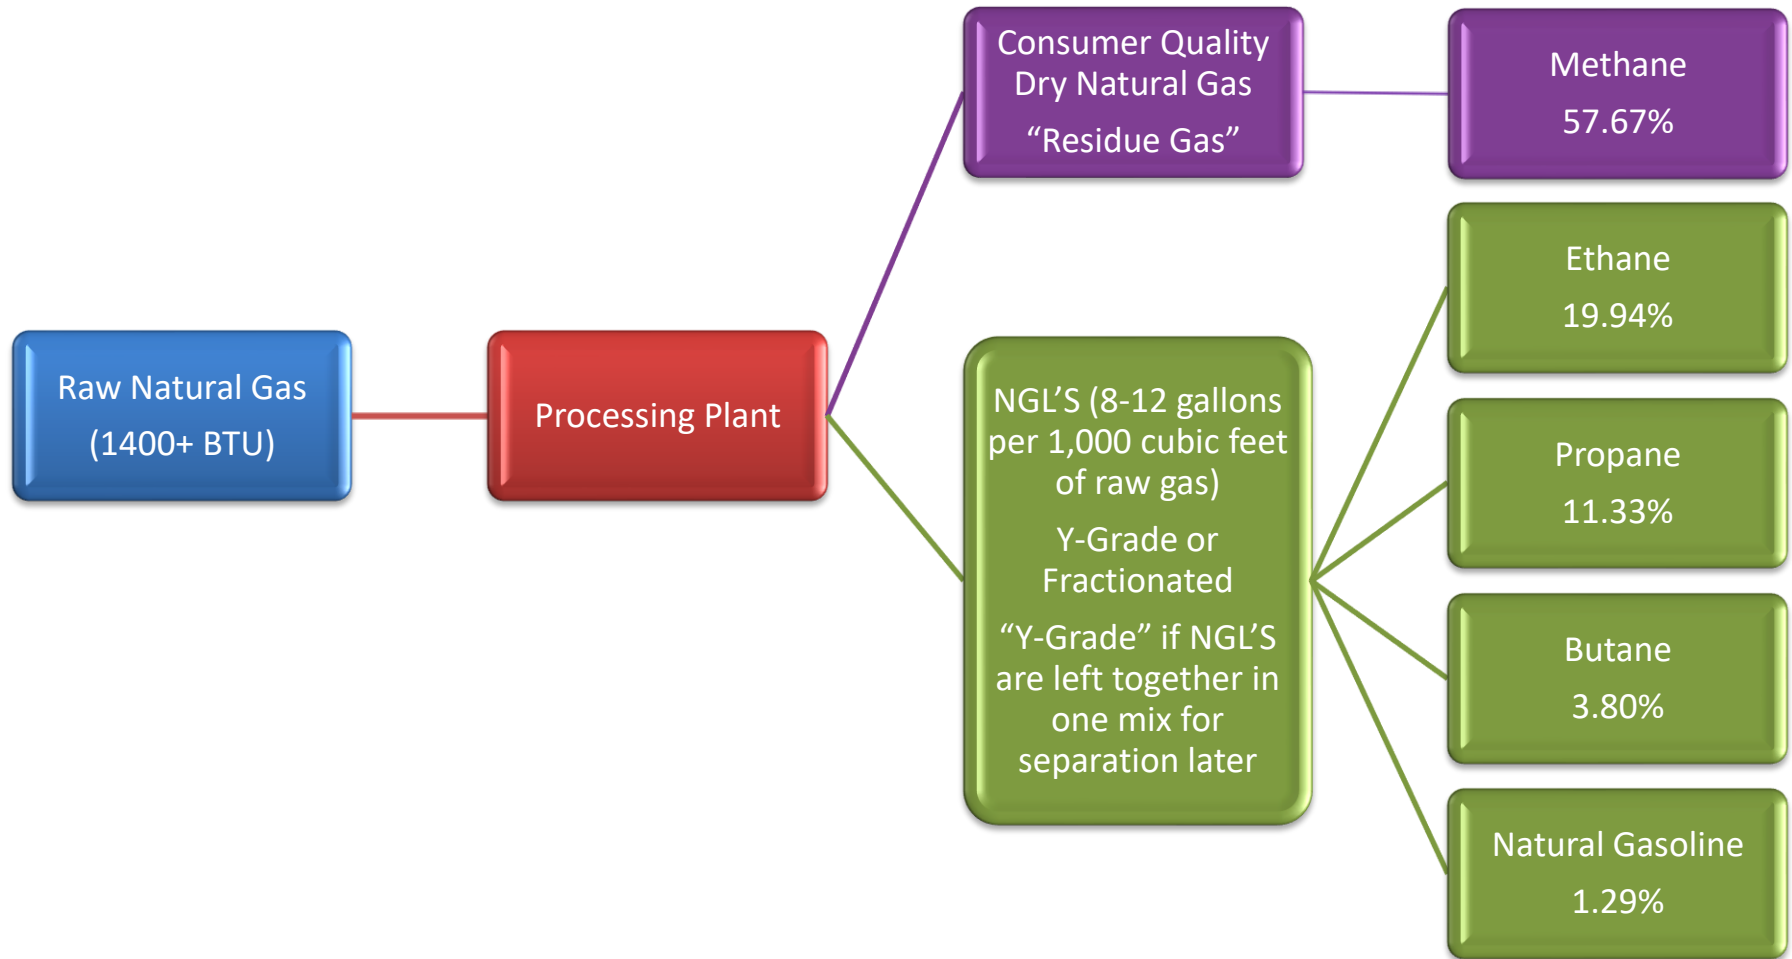 Raw Natural Gas
(1400+ BTU)
Processing Plant
Consumer Quality
Dry Natural Gas
“Residue Gas”
NGL’S (8-12 gallons
per 1,000 cubic feet
of raw gas)
Y-Grade or
Fractionated
“Y-Grade” if NGL’S
are left together in
one mix for
separation later
Methane
57.67%
Ethane
19.94%
Propane
11.33%
Butane
3.80%
Natural Gasoline
1.29%